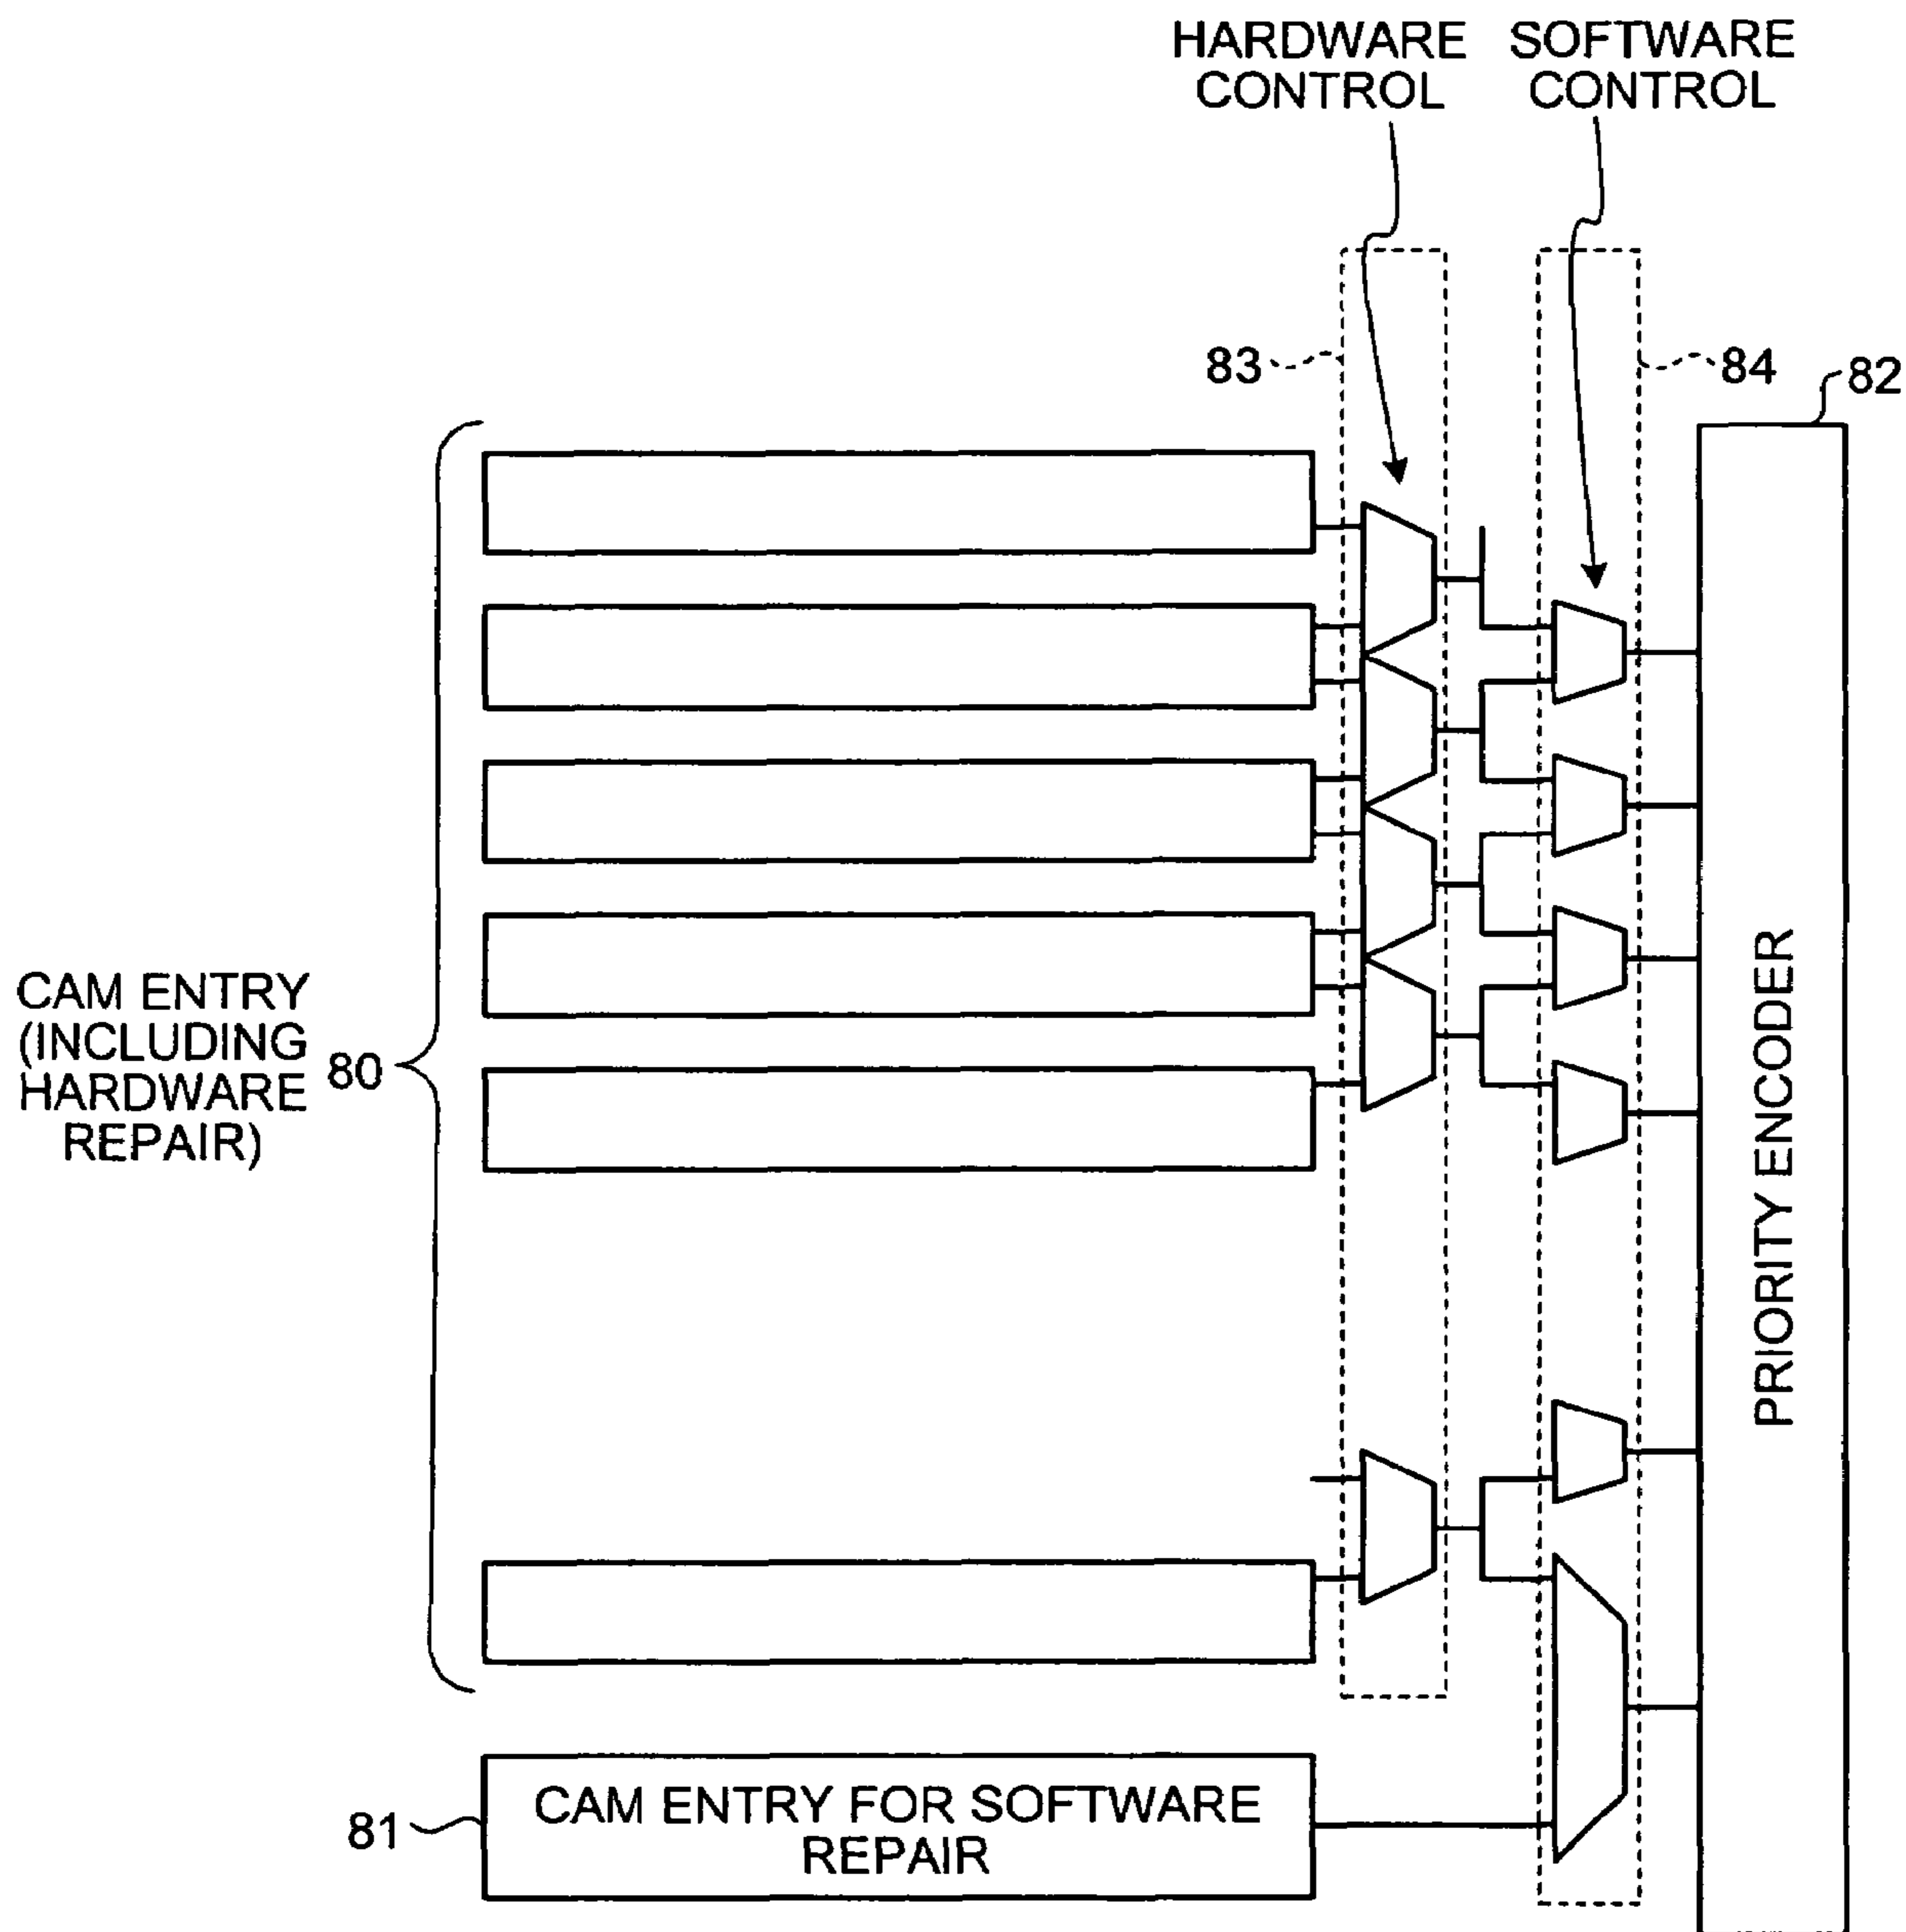 HARDWARE
CONTROL
SOFTWARE
CONTROL
83
84
82
CAM ENTRY
(INCLUDING
HARDWARE
REPAIR)
80
PRIORITY ENCODER
81
CAM ENTRY FOR SOFTWARE
REPAIR